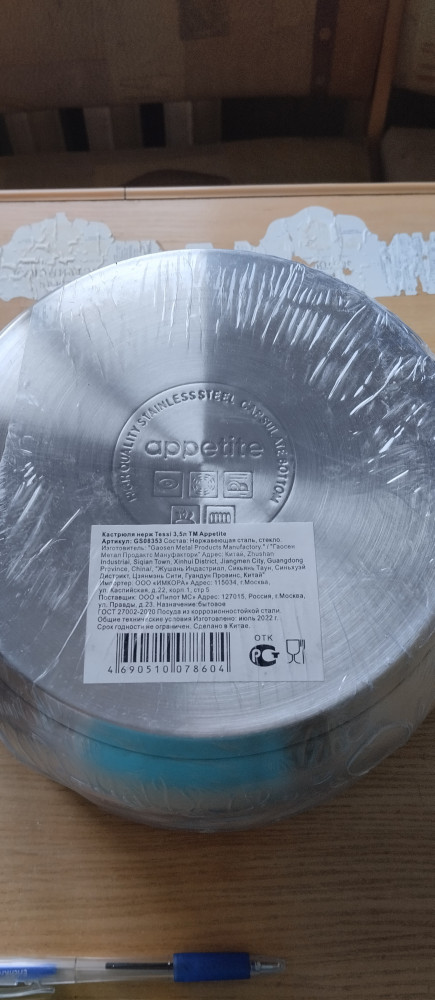 HIGH QUALITY STAINLESS STEEL CAPSULATE BOTTOM
appetite
Кастрюля нерж Tessi 3,5л ТМ Appetite
Артикул: GS08353 Состав: Нержавеющая сталь, стекло.
Изготовитель: "Gaosen Metal Products Manufactory." / "Гаосен
Метал Продактс Мануфактори" Адрес: Китай, Zhushan
Industrial, Siqian Town, Xinhui District, Jiangmen City, Guangdong
Province, China/, "Жушань Индастриал, Сикьянь Таун, Синьхуэй
Дистрикт, Цзянмэнь Сити, Гуандун Провинс, Китай"
Импортер: ООО «ИМКОРА» Адрес: 115034, г.Москва,
ул. Каспийская, д.22, корп 1, стр 5
Поставщик: ООО «Пилот МС» Адрес: 127015, Россия, г.Москва,
ул. Правды, д.23. Назначение:бытовое
ГОСТ 27002-2020 Посуда из коррозионностойкой стали.
Общие технические условия Изготовлено: июль 2022 г.
Срок годности не ограничен. Сделано в Китае.
ОТК
4 690510 078604